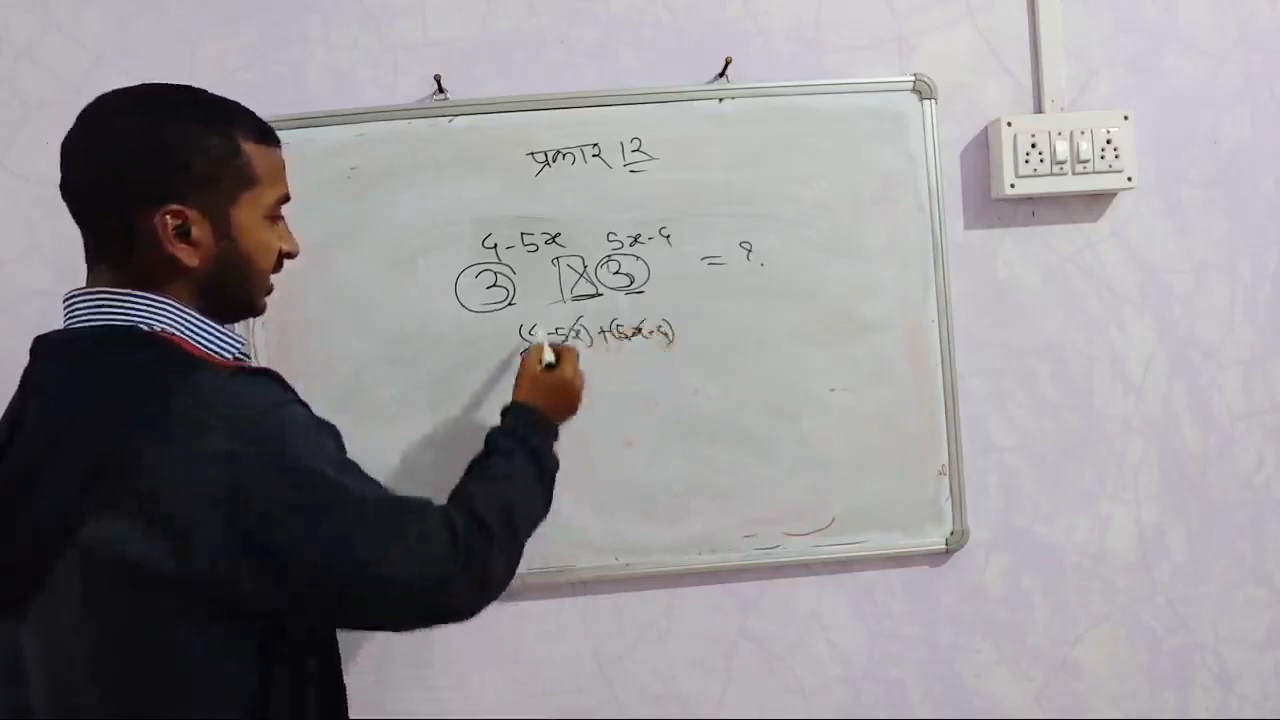 प्रकार 12
4-5x 5x-4
3 × 3 = ?.
(4-5x)+(5x-4)